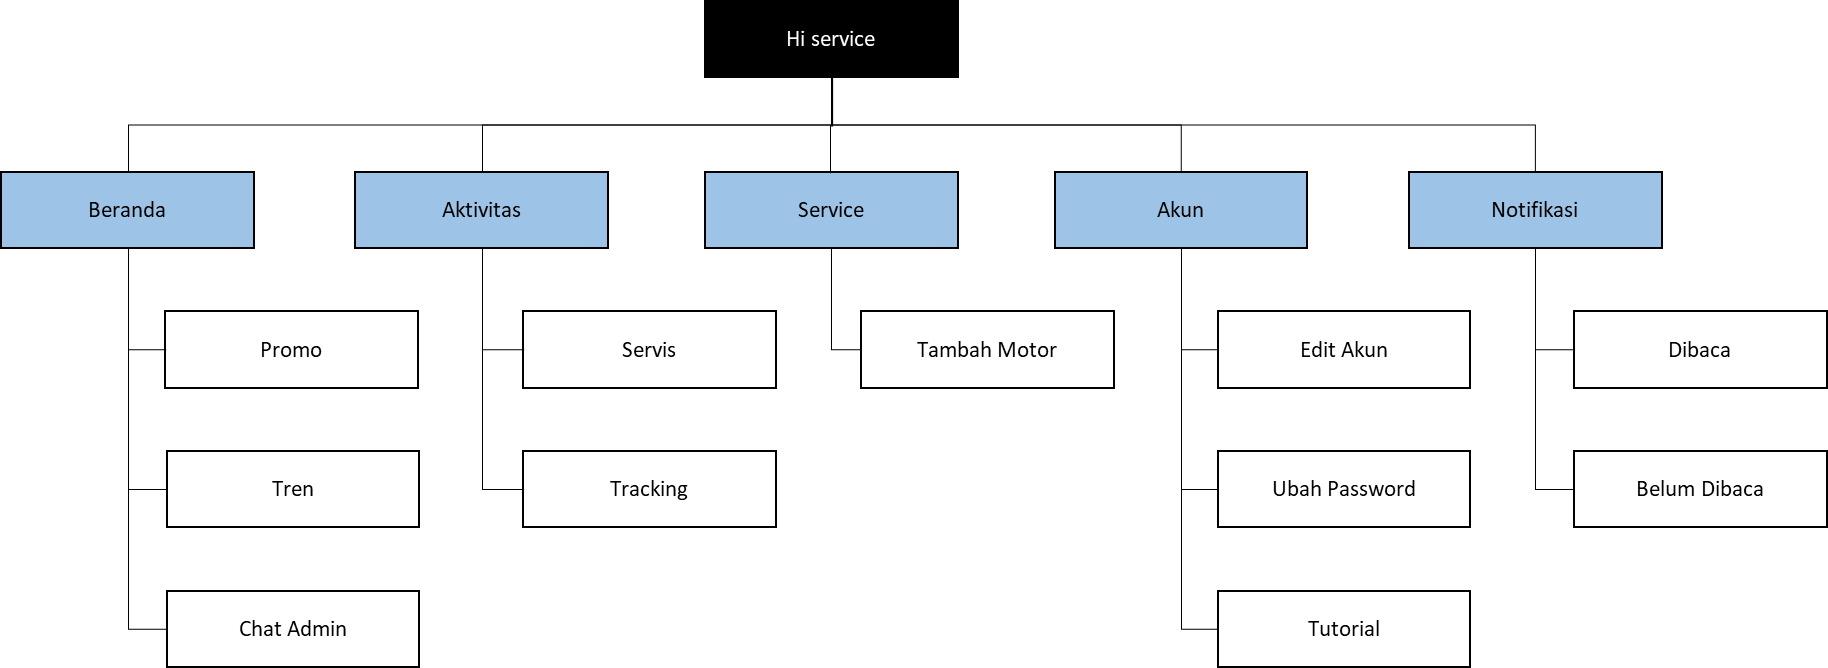 Hi service
Beranda
Aktivitas
Service
Akun
Notifikasi
Promo
Servis
Tambah Motor
Edit Akun
Dibaca
Tren
Tracking
Ubah Password
Belum Dibaca
Chat Admin
Tutorial